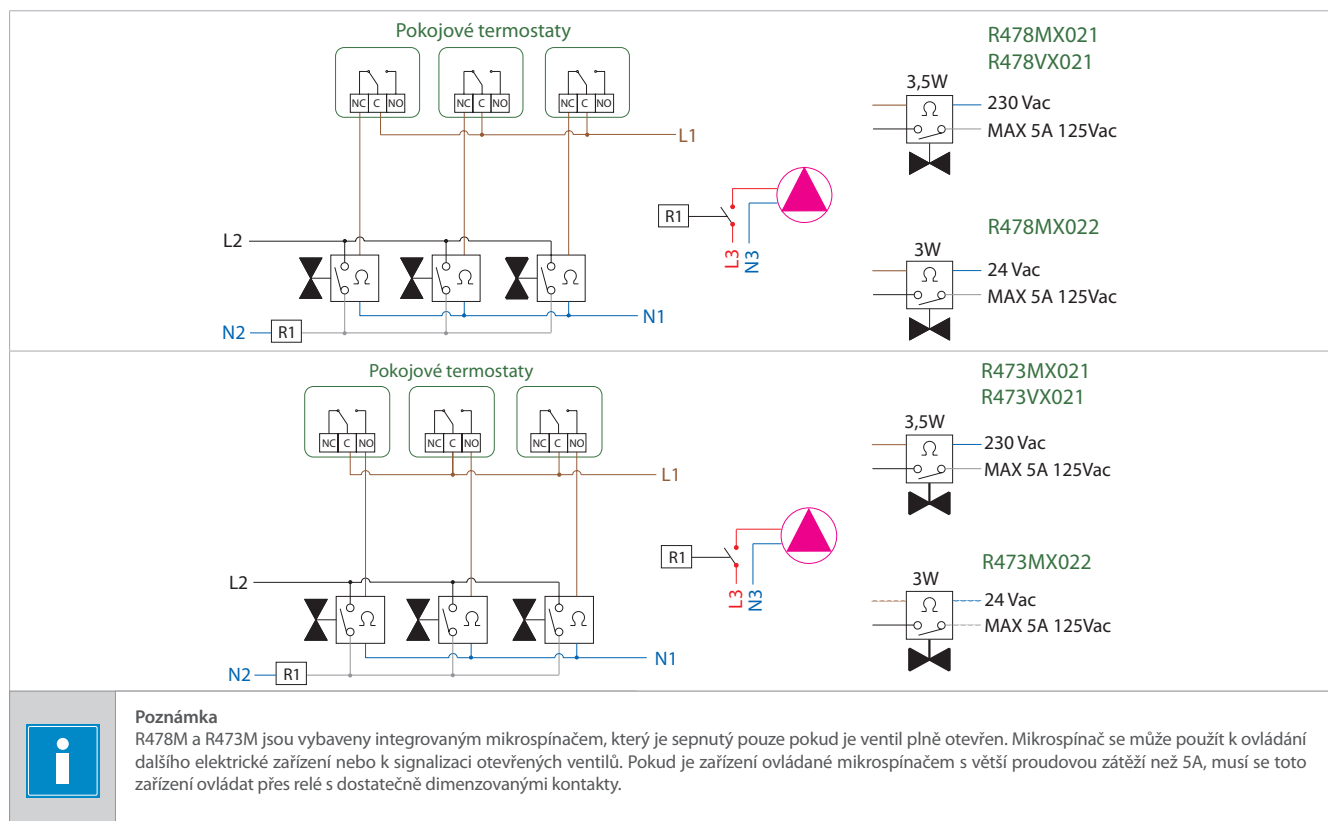 Pokojové termostaty
NC C NO
NC C NO
NC C NO
L1
L2
Ω
Ω
Ω
N1
N2
R1
R1
L3
N3
R478MX021
R478VX021
3,5W
Ω
230 Vac
MAX 5A 125Vac
R478MX022
3W
Ω
24 Vac
MAX 5A 125Vac
Pokojové termostaty
NC C NO
NC C NO
NC C NO
L1
L2
Ω
Ω
Ω
N1
N2
R1
R1
L3
N3
R473MX021
R473VX021
3,5W
Ω
230 Vac
MAX 5A 125Vac
R473MX022
3W
Ω
24 Vac
MAX 5A 125Vac
i
Poznámka
R478M a R473M jsou vybaveny integrovaným mikrospínačem, který je sepnutý pouze pokud je ventil plně otevřen. Mikrospínač se může použít k ovládání
dalšího elektrické zařízení nebo k signalizaci otevřených ventilů. Pokud je zařízení ovládané mikrospínačem s větší proudovou zátěží než 5A, musí se toto
zařízení ovládat přes relé s dostatečně dimenzovanými kontakty.